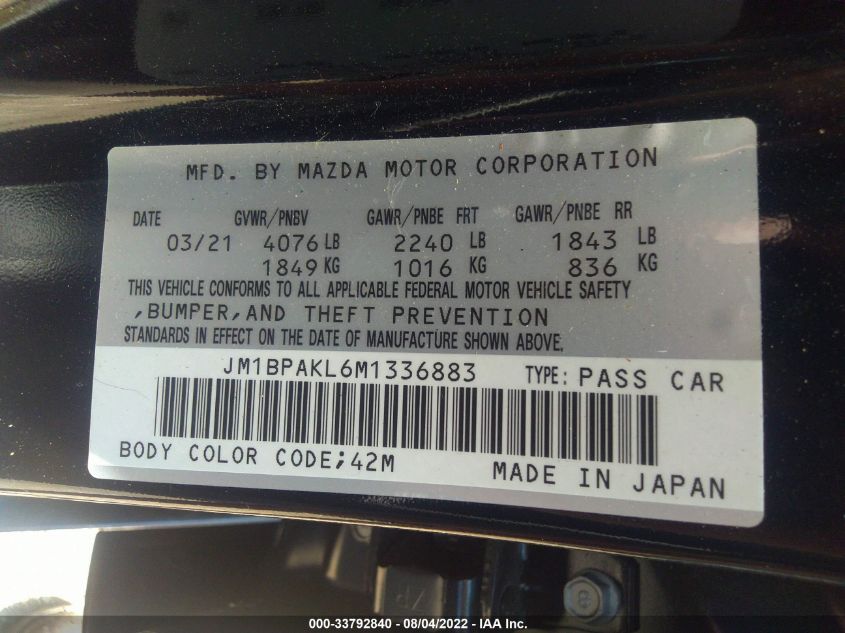 MFD. BY MAZDA MOTOR CORPORATION
DATE GVWR/PNBV GAWR/PNBE FRT GAWR/PNBE RR
03/21 4076 LB 2240 LB 1843 LB
1849 KG 1016 KG 836 KG
THIS VEHICLE CONFORMS TO ALL APPLICABLE FEDERAL MOTOR VEHICLE SAFETY
,BUMPER,AND THEFT PREVENTION
STANDARDS IN EFFECT ON THE DATE OF MANUFACTURE SHOWN ABOVE.
JM1BPAKL6M1336883 TYPE: PASS CAR
BODY COLOR CODE;42M
MADE IN JAPAN
000-33792840 - 08/04/2022 - IAA Inc.